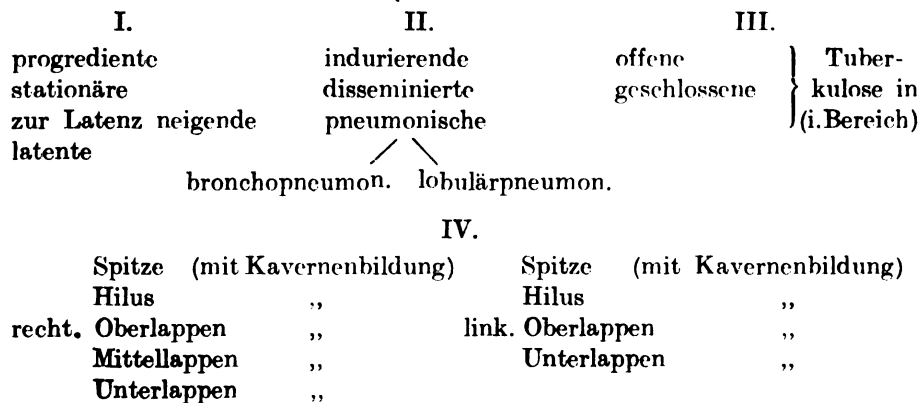 I. II. III.
progrediente indurierende offene Tuber-
stationäre disseminierte geschlossene kulose in
zur Latenz neigende pneumonische (i. Bereich)
latente
bronchopneumon. lobulärpneumon.
IV.
Spitze (mit Kavernenbildung) Spitze (mit Kavernenbildung)
Hilus ,, Hilus ,,
recht. Oberlappen ,, link. Oberlappen ,,
Mittellappen ,, Unterlappen ,,
Unterlappen ,,